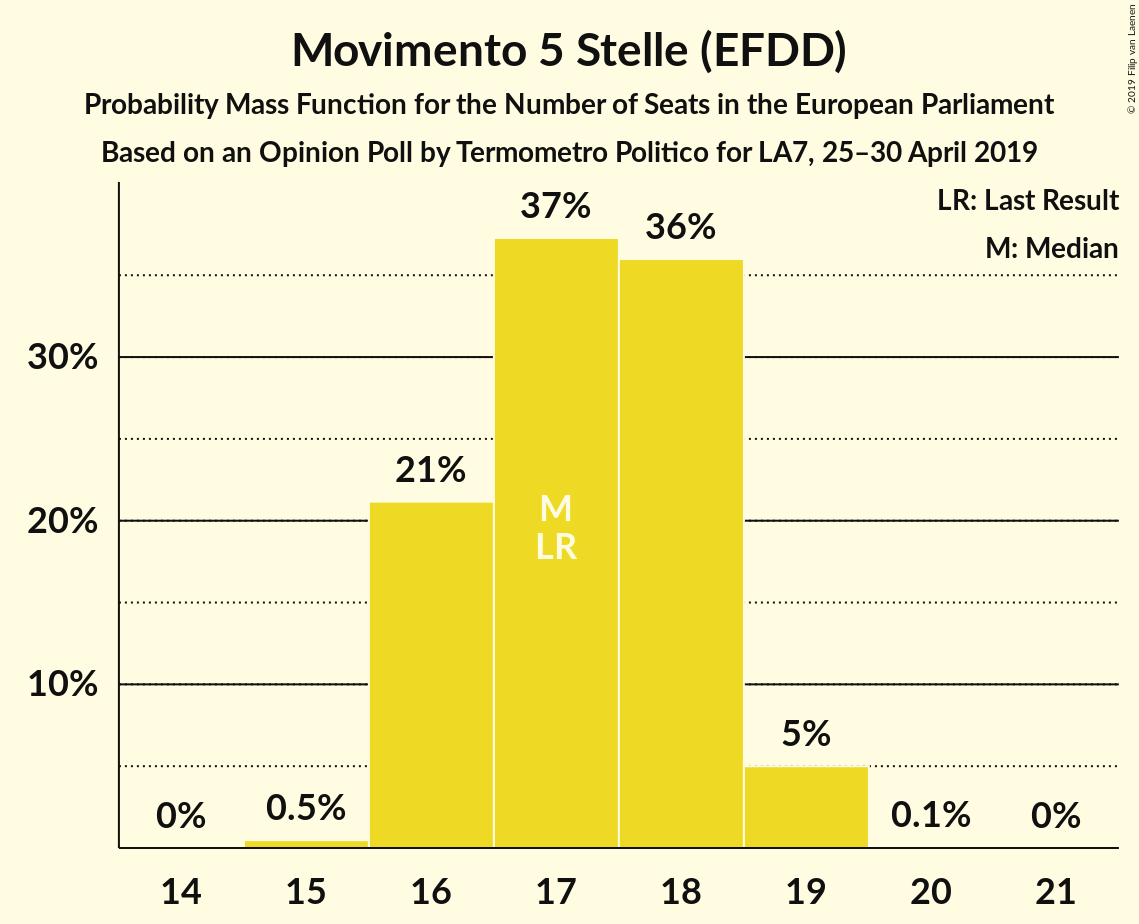 Movimento 5 Stelle (EFDD)
Probability Mass Function for the Number of Seats in the European Parliament
Based on an Opinion Poll by Termometro Politico for LA7, 25–30 April 2019
© 2019 Filip van Laenen
LR: Last Result
M: Median
37%
36%
30%
21%
20%
M
LR
10%
5%
0%
0.5%
0.1%
0%
14 15 16 17 18 19 20 21